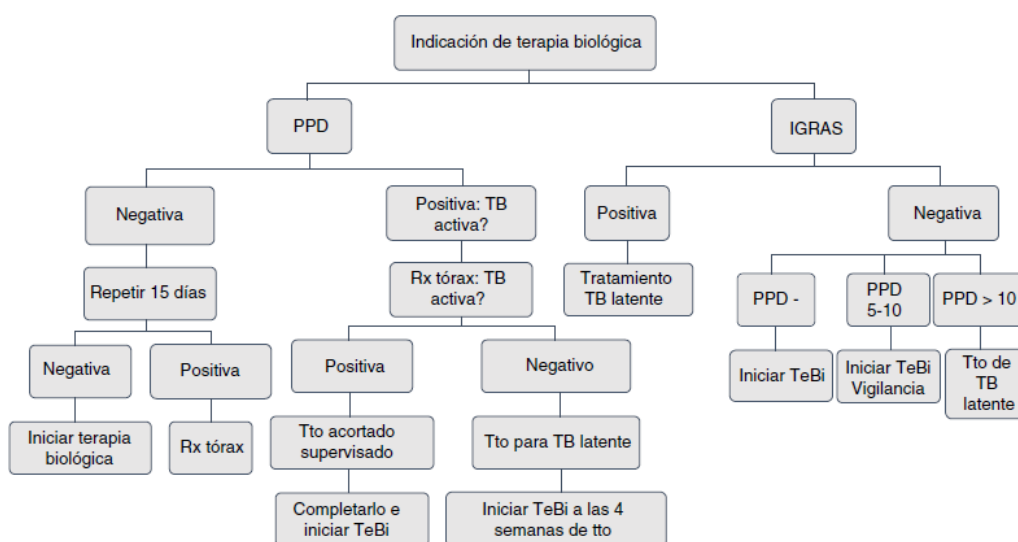 Indicación de terapia biológica
PPD
IGRAS
Negativa
Positiva: TB
activa?
Positiva
Negativa
Repetir 15 días
Rx tórax: TB
activa?
Tratamiento
TB latente
PPD -
PPD
5-10
PPD > 10
Negativa
Positiva
Positiva
Negativo
Iniciar TeBi
Iniciar TeBi
Vigilancia
Tto de
TB
latente
Iniciar terapia
biológica
Rx tórax
Tto acortado
supervisado
Tto para TB latente
Completarlo e
iniciar TeBi
Iniciar TeBi a las 4
semanas de tto